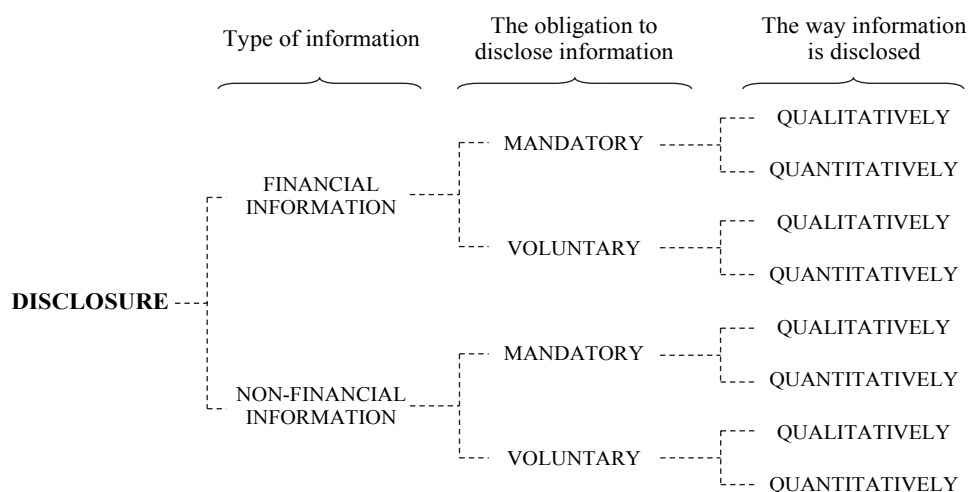 Type of information
The obligation to
disclose information
The way information
is disclosed
QUALITATIVELY
MANDATORY
QUANTITATIVELY
FINANCIAL
INFORMATION
QUALITATIVELY
VOLUNTARY
QUANTITATIVELY
DISCLOSURE
QUALITATIVELY
MANDATORY
QUANTITATIVELY
NON-FINANCIAL
INFORMATION
QUALITATIVELY
VOLUNTARY
QUANTITATIVELY